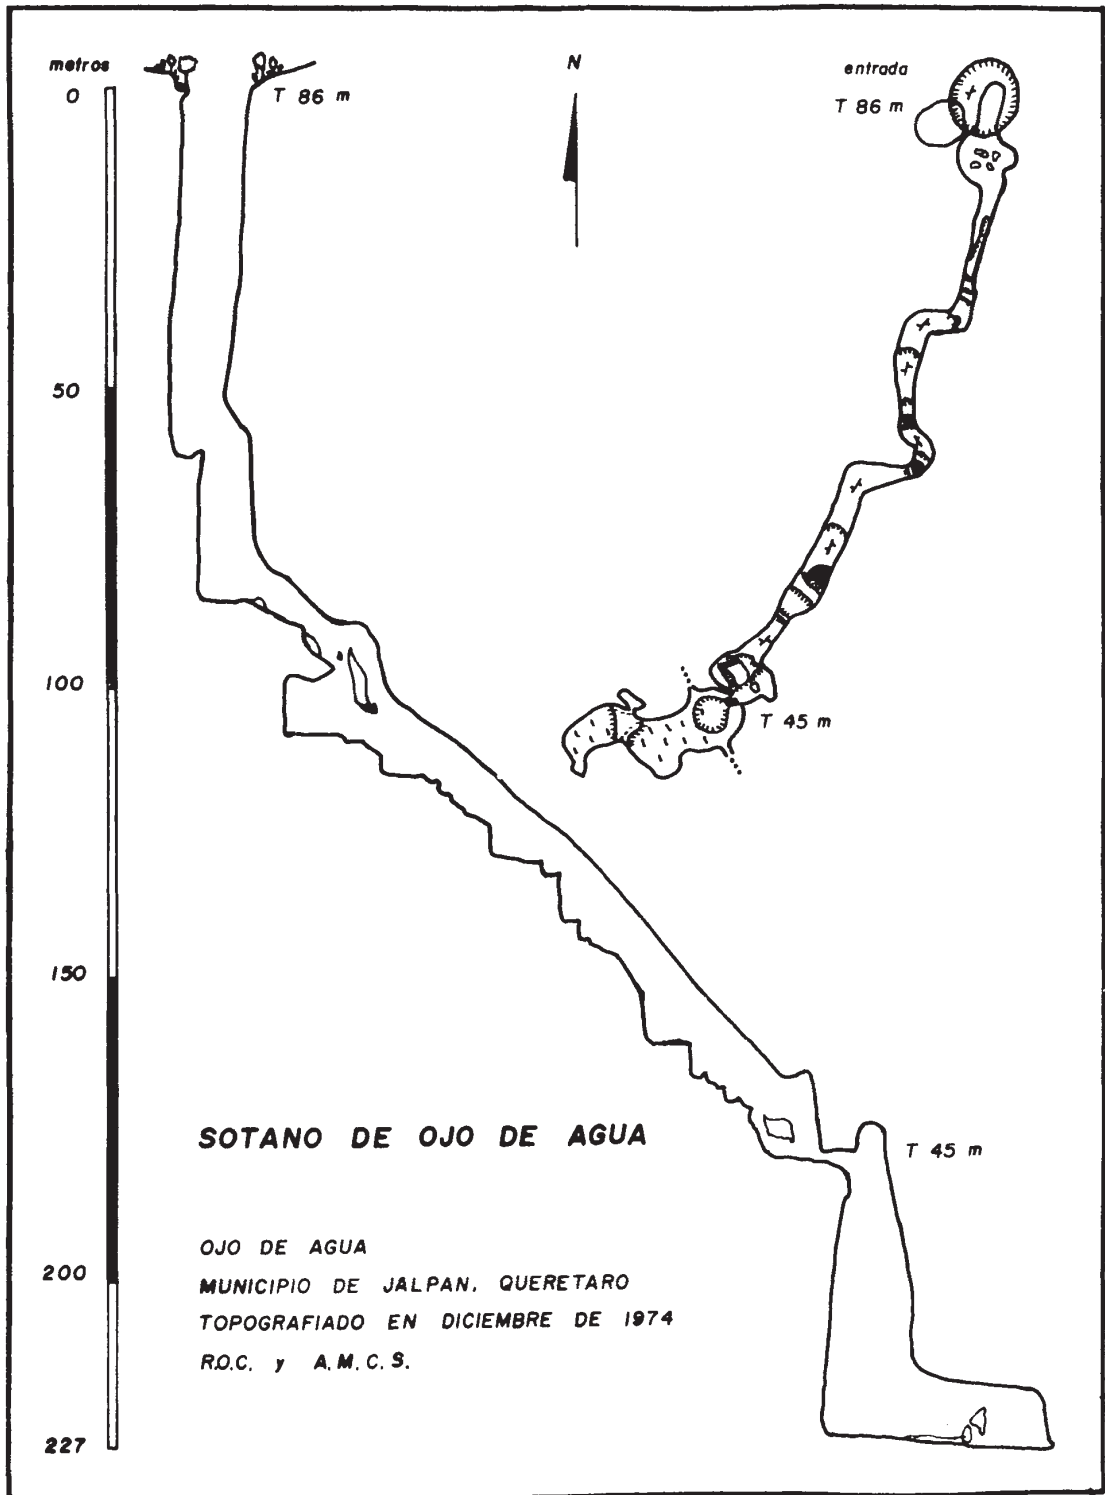 metros
0
T 86 m
N
entrada
T 86 m
50
100
T 45 m
150
SOTANO DE OJO DE AGUA
T 45 m
OJO DE AGUA
200
MUNICIPIO DE JALPAN, QUERETARO
TOPOGRAFIADO EN DICIEMBRE DE 1974
R.O.C. y A.M.C.S.
227